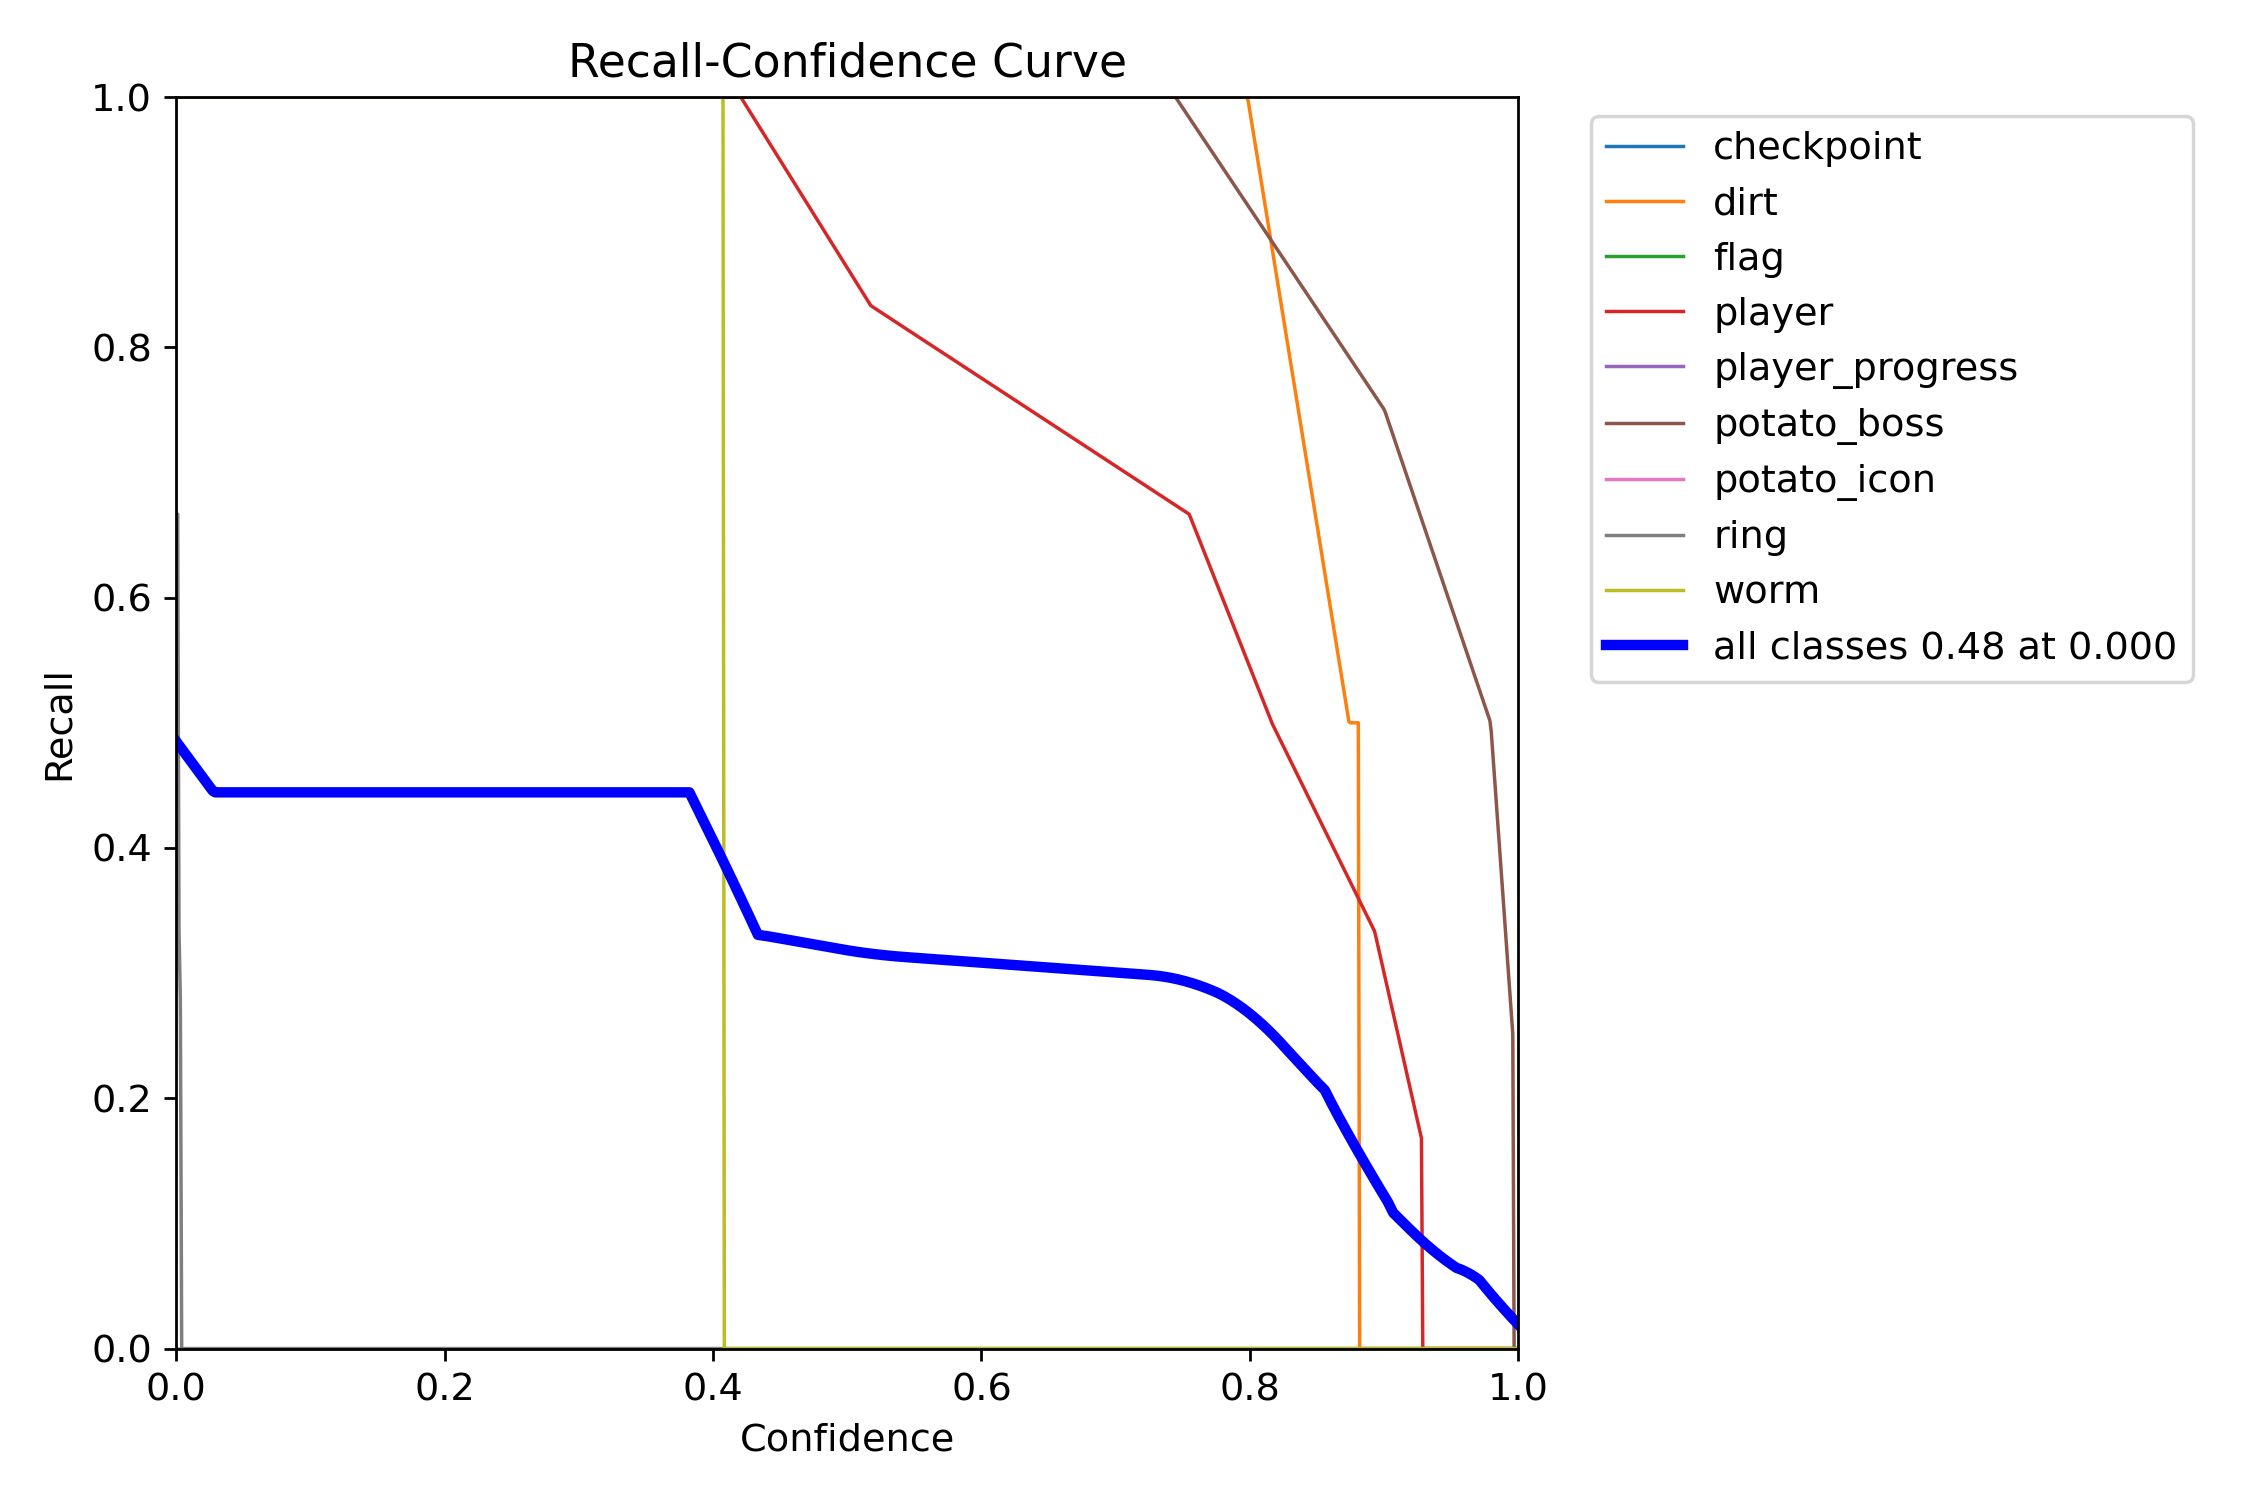 Recall-Confidence Curve
1.0
0.8
0.6
0.4
0.2
0.0
Recall
0.0 0.2 0.4 0.6 0.8 1.0
Confidence
checkpoint
dirt
flag
player
player_progress
potato_boss
potato_icon
ring
worm
all classes 0.48 at 0.000